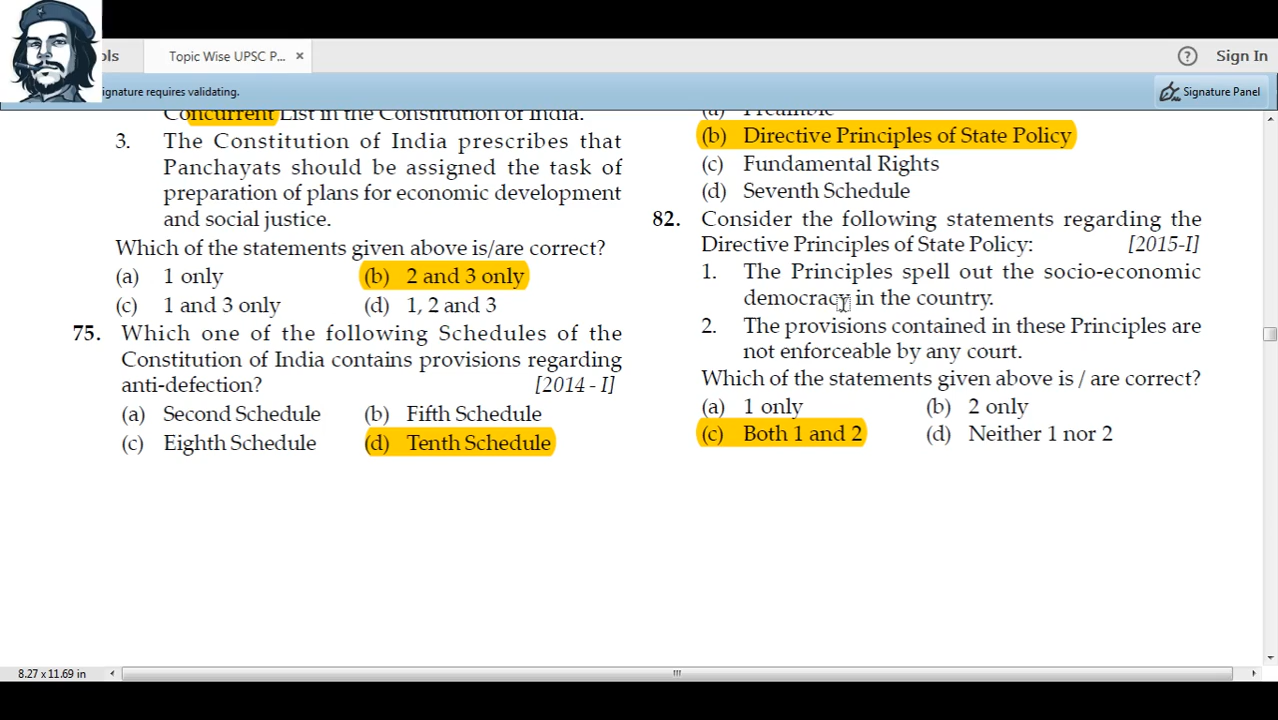 ols
Topic Wise UPSC P... ×
? Sign In
ignature requires validating.
Signature Panel
Concurrent List in the Constitution of India.
3. The Constitution of India prescribes that
Panchayats should be assigned the task of
preparation of plans for economic development
and social justice.
Which of the statements given above is/are correct?
(a) 1 only (b) 2 and 3 only
(c) 1 and 3 only (d) 1, 2 and 3
75. Which one of the following Schedules of the
Constitution of India contains provisions regarding
anti-defection? [2014 - I]
(a) Second Schedule (b) Fifth Schedule
(c) Eighth Schedule (d) Tenth Schedule
(a) Preamble
(b) Directive Principles of State Policy
(c) Fundamental Rights
(d) Seventh Schedule
82. Consider the following statements regarding the
Directive Principles of State Policy: [2015-I]
1. The Principles spell out the socio-economic
democracy in the country.
2. The provisions contained in these Principles are
not enforceable by any court.
Which of the statements given above is / are correct?
(a) 1 only (b) 2 only
(c) Both 1 and 2 (d) Neither 1 nor 2
8.27 x 11.69 in